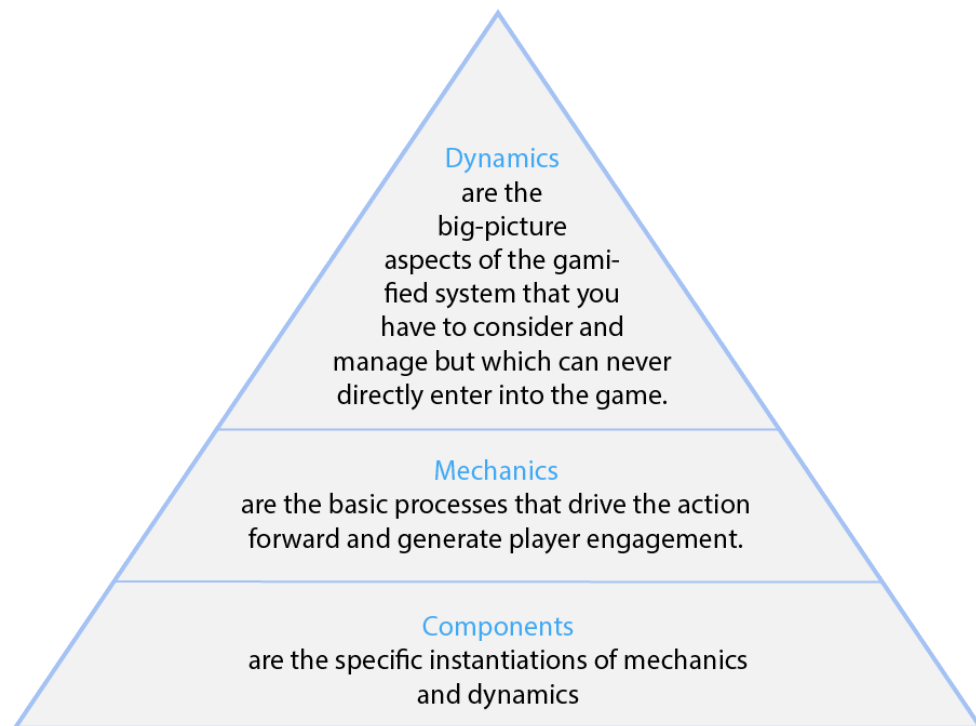 Dynamics
are the
big-picture
aspects of the gami-
fied system that you
have to consider and
manage but which can never
directly enter into the game.
Mechanics
are the basic processes that drive the action
forward and generate player engagement.
Components
are the specific instantiations of mechanics
and dynamics